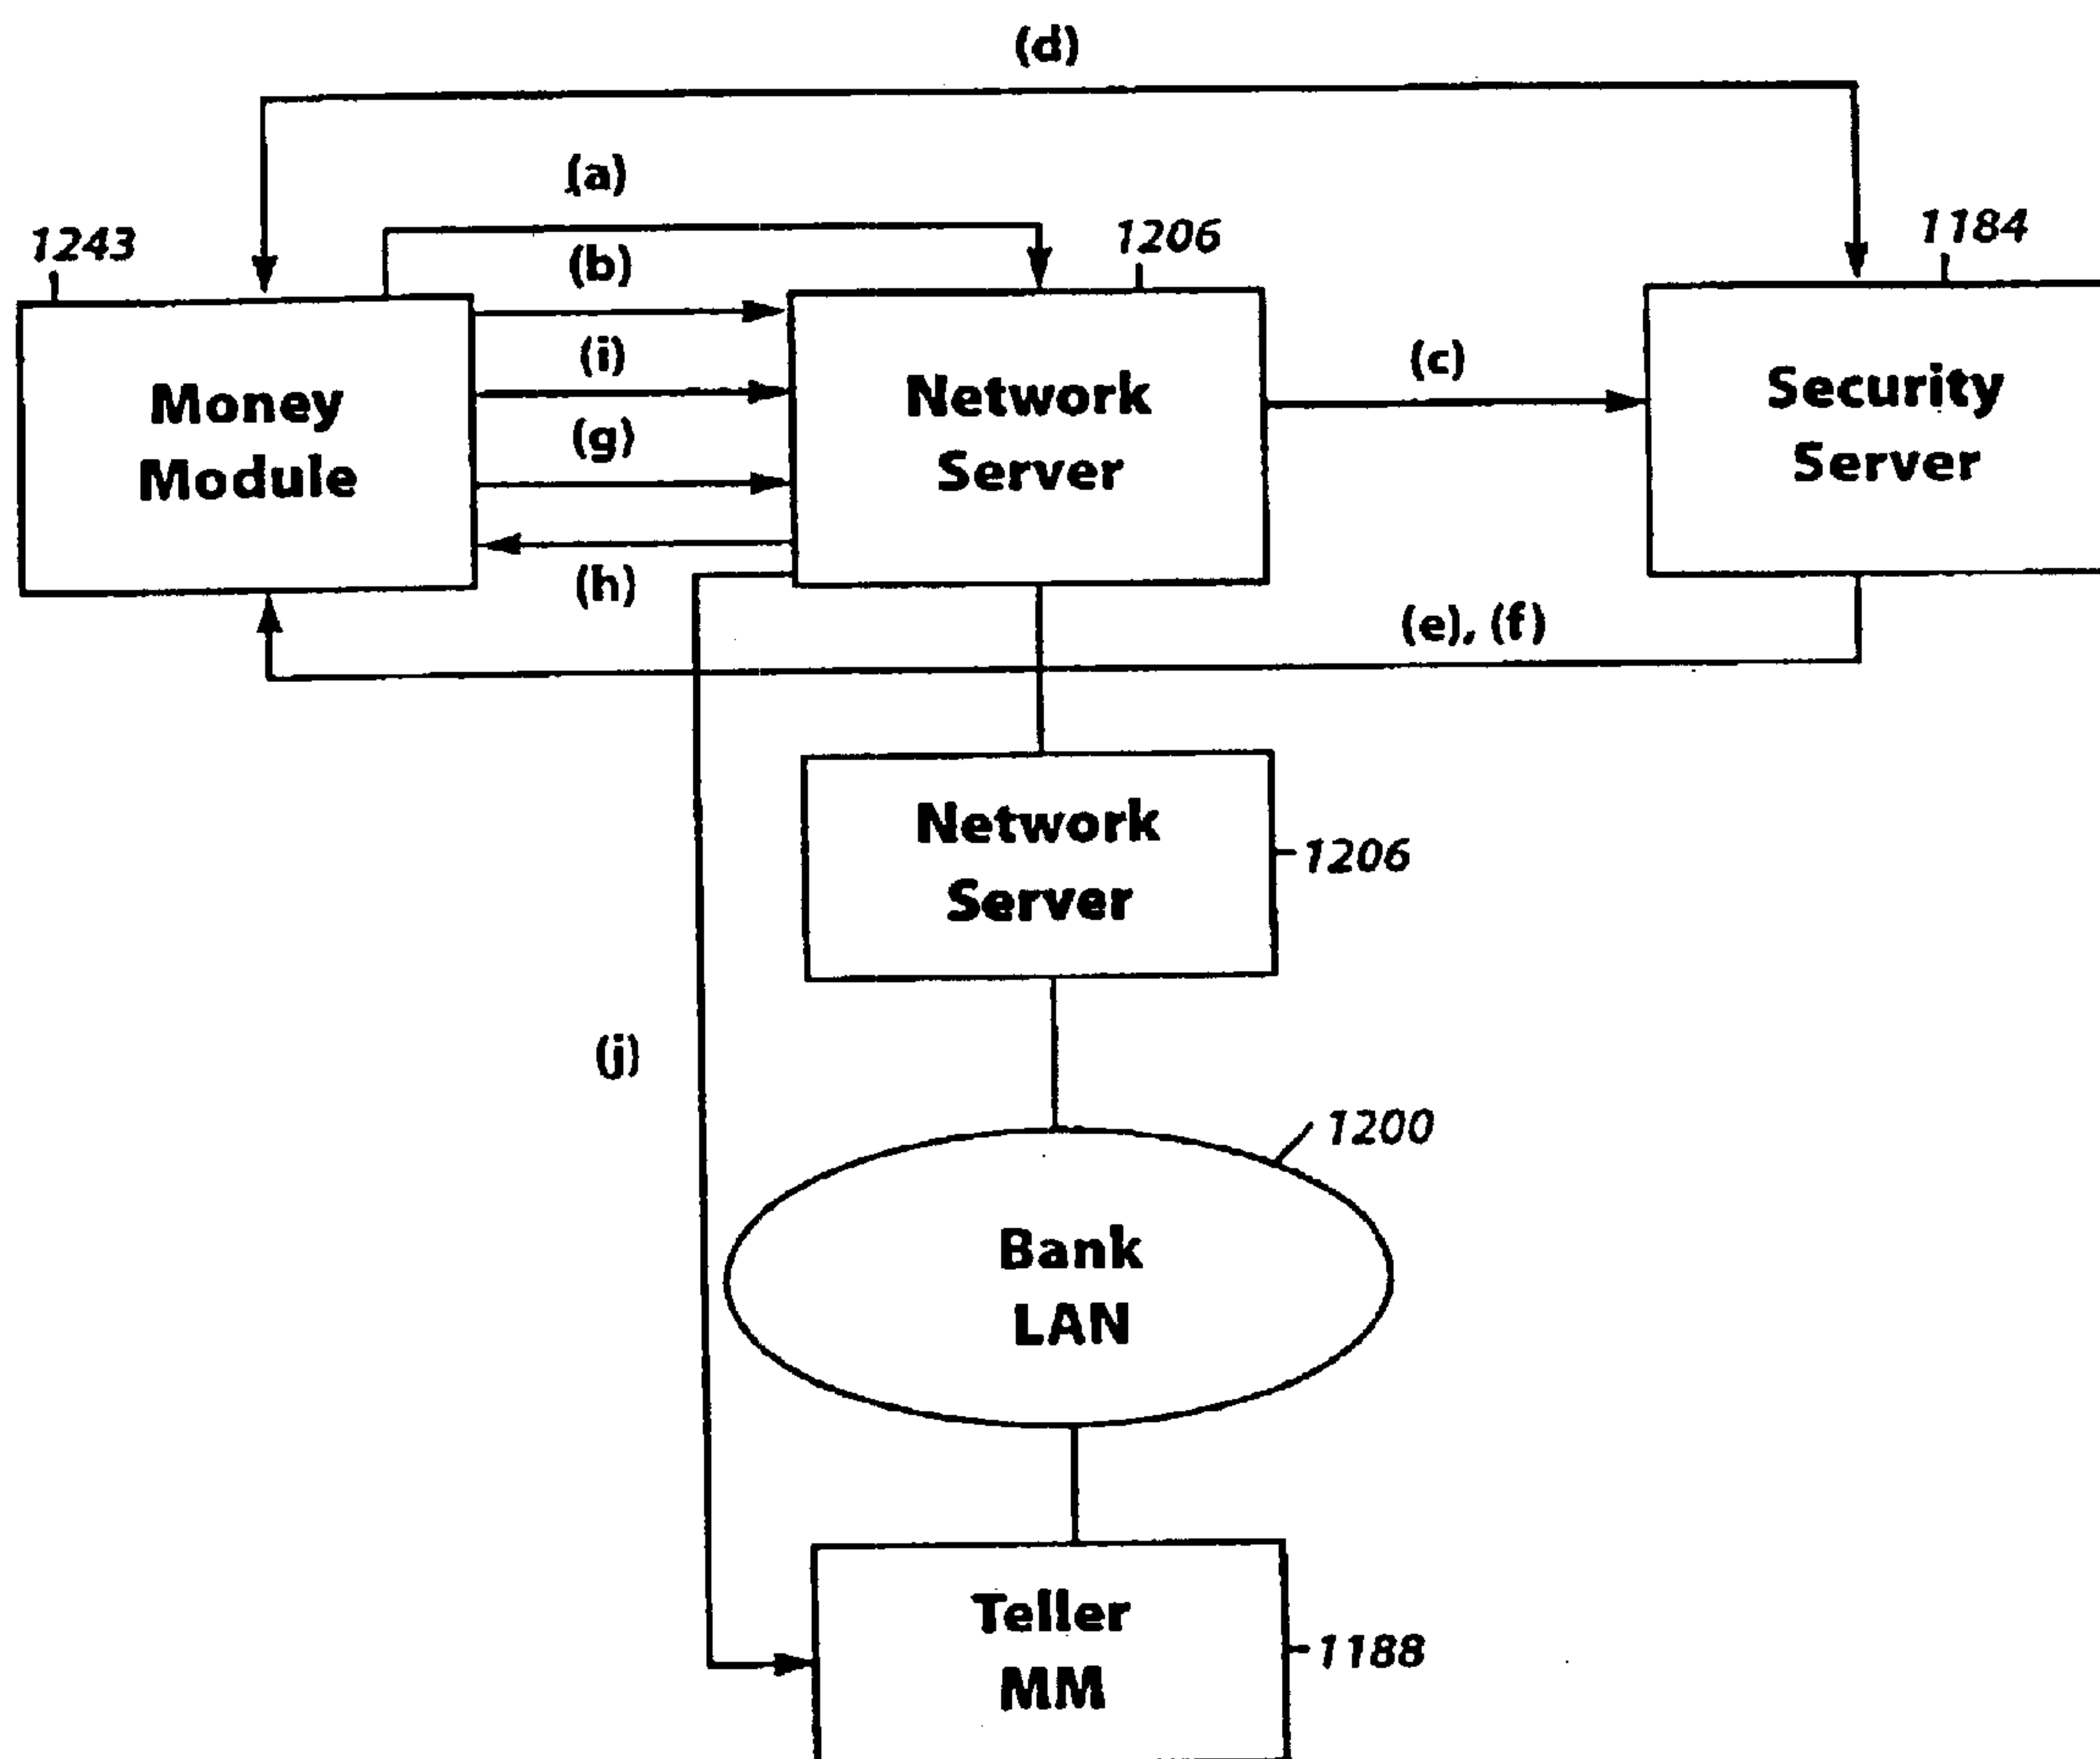 (d)
(a)
1243
(b)
1206
1184
(i)
(c)
Money
Module
(g)
Network
Server
Security
Server
(h)
(e), (f)
Network
Server
1206
(j)
1200
Bank
LAN
Teller
MM
1188